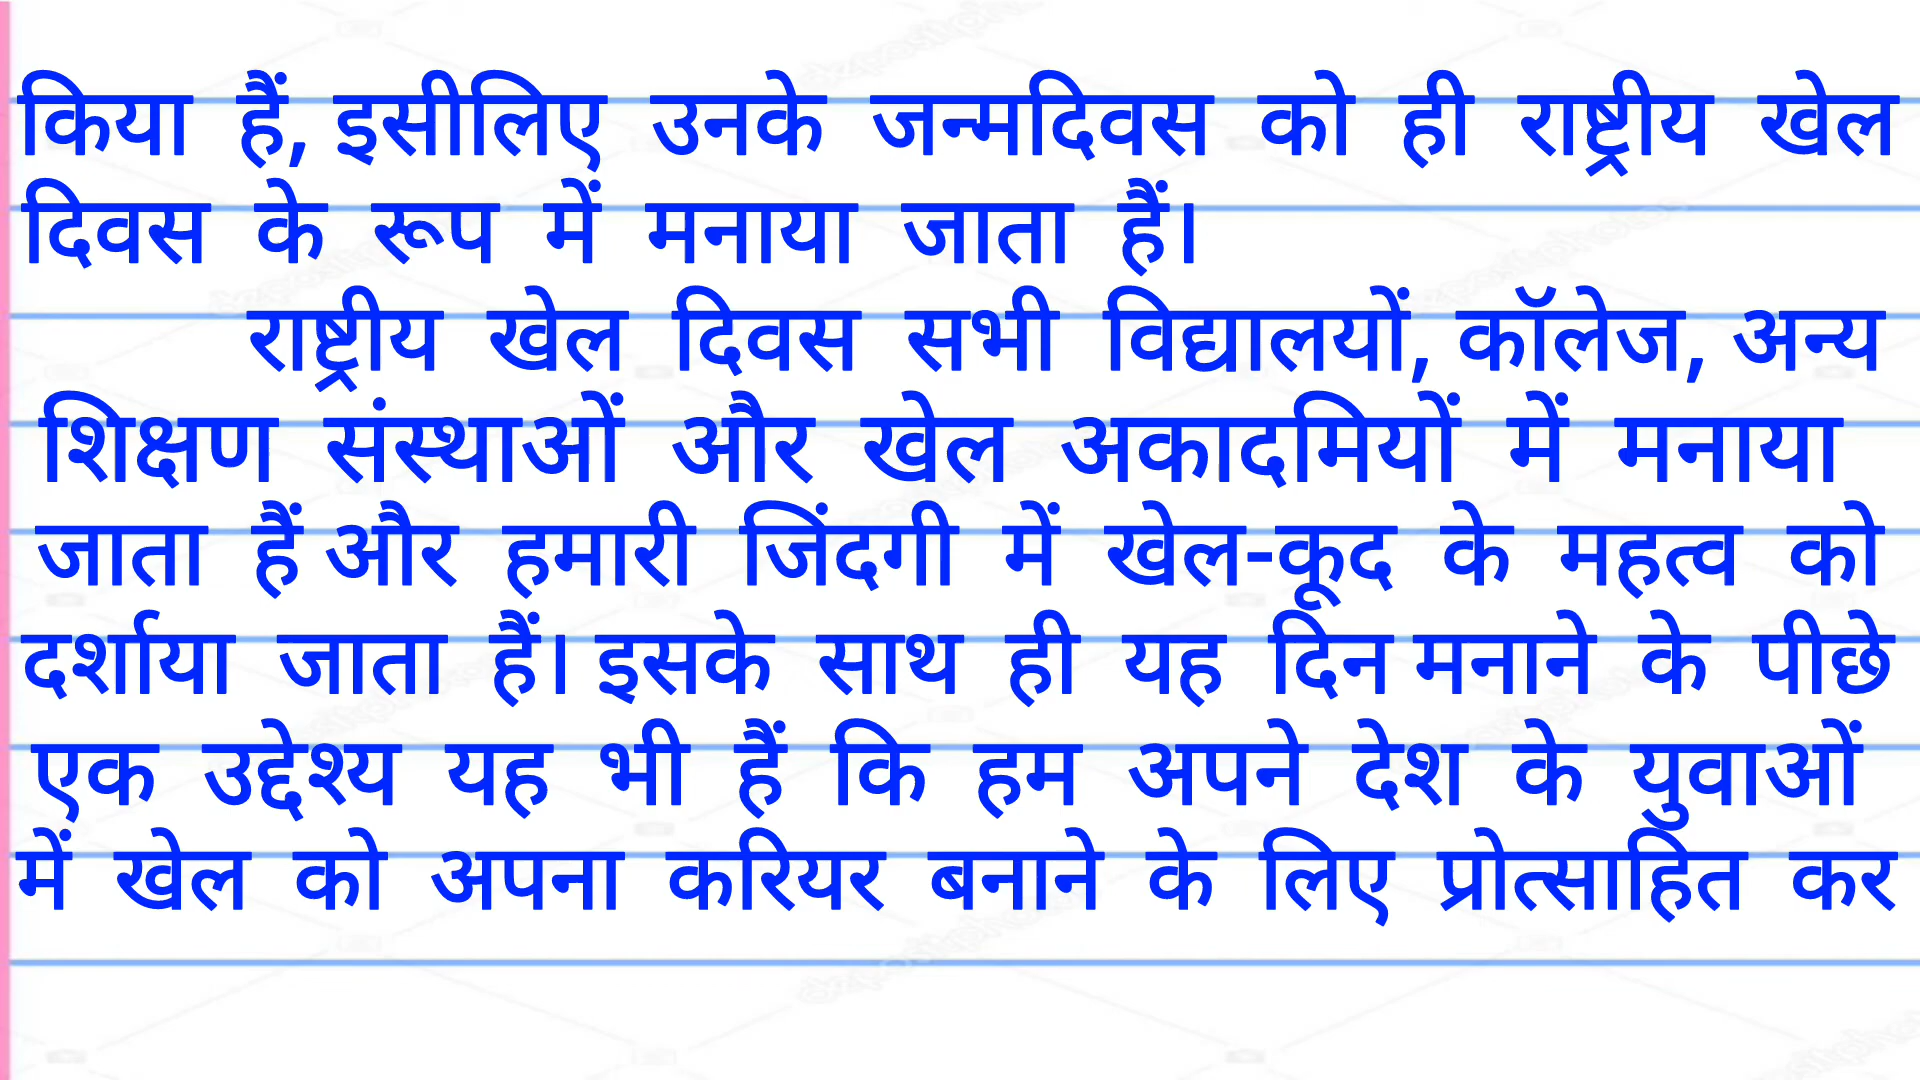 किया हैं, इसीलिए उनके जन्मदिवस को ही राष्ट्रीय खेल
दिवस के रूप में मनाया जाता हैं।
राष्ट्रीय खेल दिवस सभी विद्यालयों, कॉलेज, अन्य
शिक्षण संस्थाओं और खेल अकादमियों में मनाया
जाता हैं और हमारी जिंदगी में खेल-कूद के महत्व को
दर्शाया जाता हैं। इसके साथ ही यह दिन मनाने के पीछे
एक उद्देश्य यह भी हैं कि हम अपने देश के युवाओं
में खेल को अपना करियर बनाने के लिए प्रोत्साहित कर